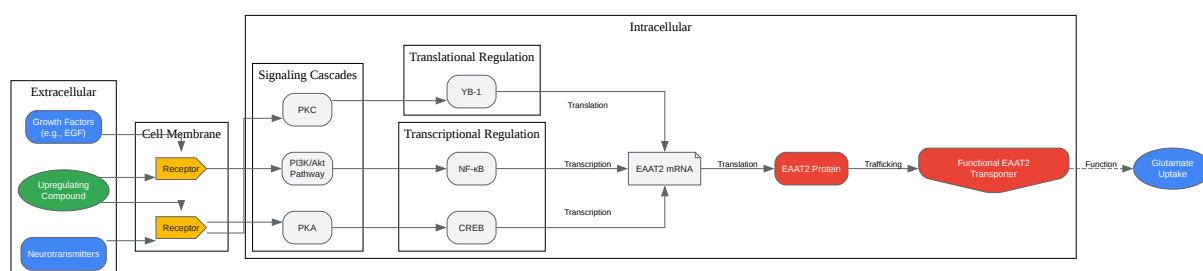 Intracellular
Translational Regulation
Signaling Cascades
Extracellular
YB-1
PKC
Translation
Growth Factors
(e.g., EGF)
Cell Membrane
Transcriptional Regulation
Receptor
PI3K/Akt
Pathway
NF-κB
Transcription
EAAT2 mRNA
Translation
EAAT2 Protein
Trafficking
Functional EAAT2
Transporter
Function
Glutamate
Uptake
Upregulating
Compound
Receptor
PKA
CREB
Transcription
Neurotransmitters